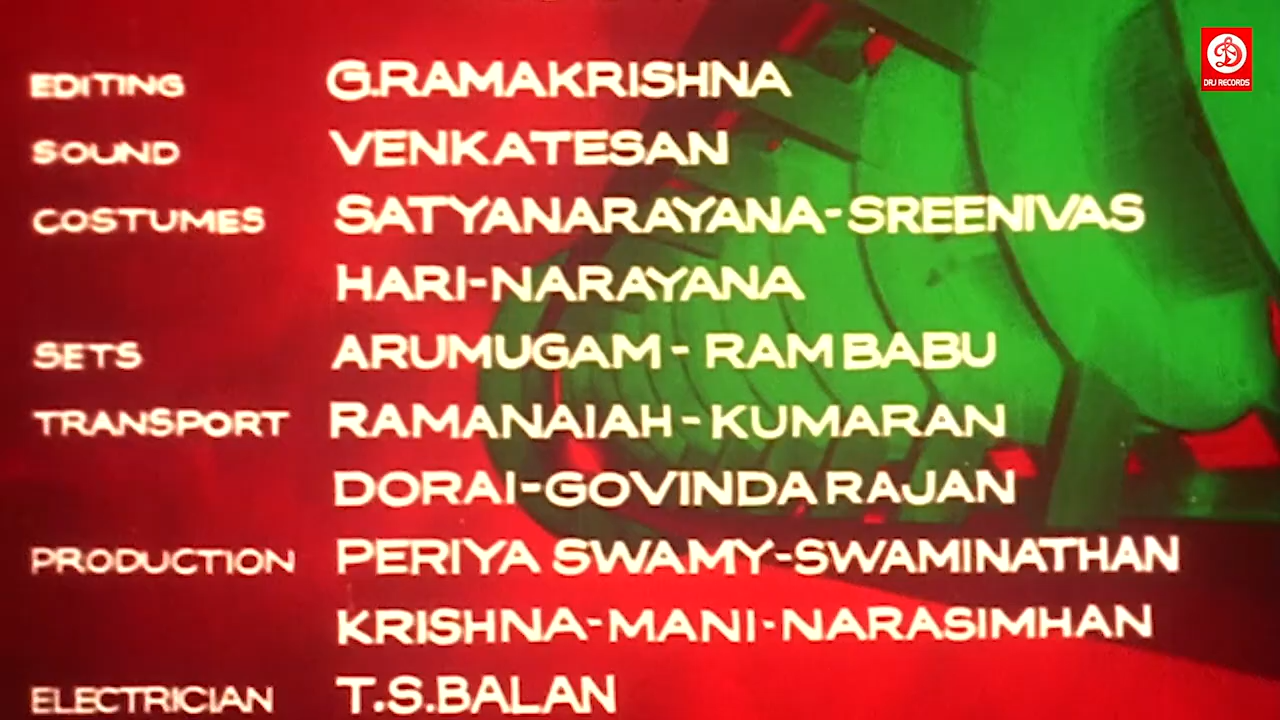 EDITING G.RAMAKRISHNA
SOUND VENKATESAN
COSTUMES SATYANARAYANA-SREENIVAS
HARI-NARAYANA
SETS ARUMUGAM - RAM BABU
TRANSPORT RAMANAIAH-KUMARAN
DORAI-GOVINDA RAJAN
PRODUCTION PERIYA SWAMY-SWAMINATHAN
KRISHNA-MANI-NARASIMHAN
ELECTRICIAN T.S.BALAN
DRJ RECORDS